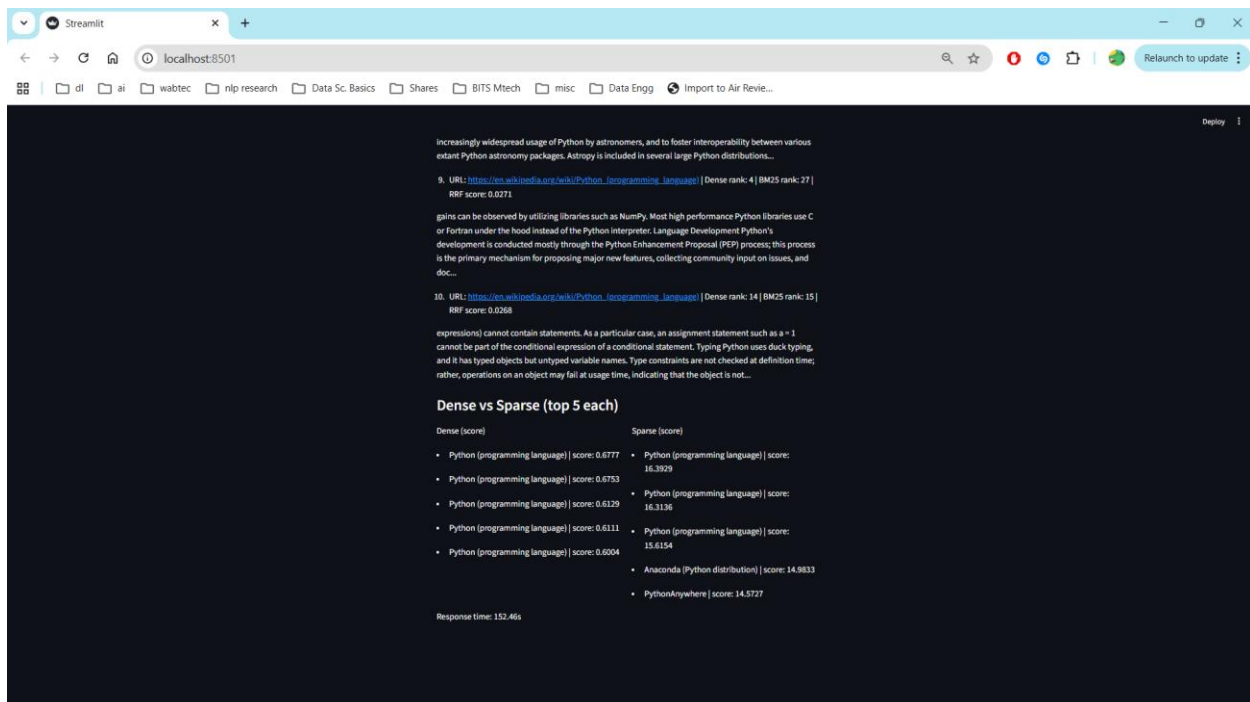 Streamlit
localhost:8501
Relaunch to update
dl ai wabtec nlp research Data Sc. Basics Shares BITS Mtech misc Data Engg Import to Air Revie...
Deploy
increasingly widespread usage of Python by astronomers, and to foster interoperability between various
extant Python astronomy packages. Astropy is included in several large Python distributions...
9. URL: https://en.wikipedia.org/wiki/Python_(programming_language) | Dense rank: 4 | BM25 rank: 27 |
RRF score: 0.0271
gains can be observed by utilizing libraries such as NumPy. Most high performance Python libraries use C
or Fortran under the hood instead of the Python interpreter. Language Development Python's
development is conducted mostly through the Python Enhancement Proposal (PEP) process; this process
is the primary mechanism for proposing major new features, collecting community input on issues, and
doc...
10. URL: https://en.wikipedia.org/wiki/Python_(programming_language) | Dense rank: 14 | BM25 rank: 15 |
RRF score: 0.0268
expressions) cannot contain statements. As a particular case, an assignment statement such as a = 1
cannot be part of the conditional expression of a conditional statement. Typing Python uses duck typing,
and it has typed objects but untyped variable names. Type constraints are not checked at definition time;
rather, operations on an object may fail at usage time, indicating that the object is not...
Dense vs Sparse (top 5 each)
Dense (score)
• Python (programming language) | score: 0.6777
• Python (programming language) | score: 0.6753
• Python (programming language) | score: 0.6129
• Python (programming language) | score: 0.6111
• Python (programming language) | score: 0.6004
Sparse (score)
• Python (programming language) | score:
16.3929
• Python (programming language) | score:
16.3136
• Python (programming language) | score:
15.6154
• Anaconda (Python distribution) | score: 14.9833
• PythonAnywhere | score: 14.5727
Response time: 152.46s